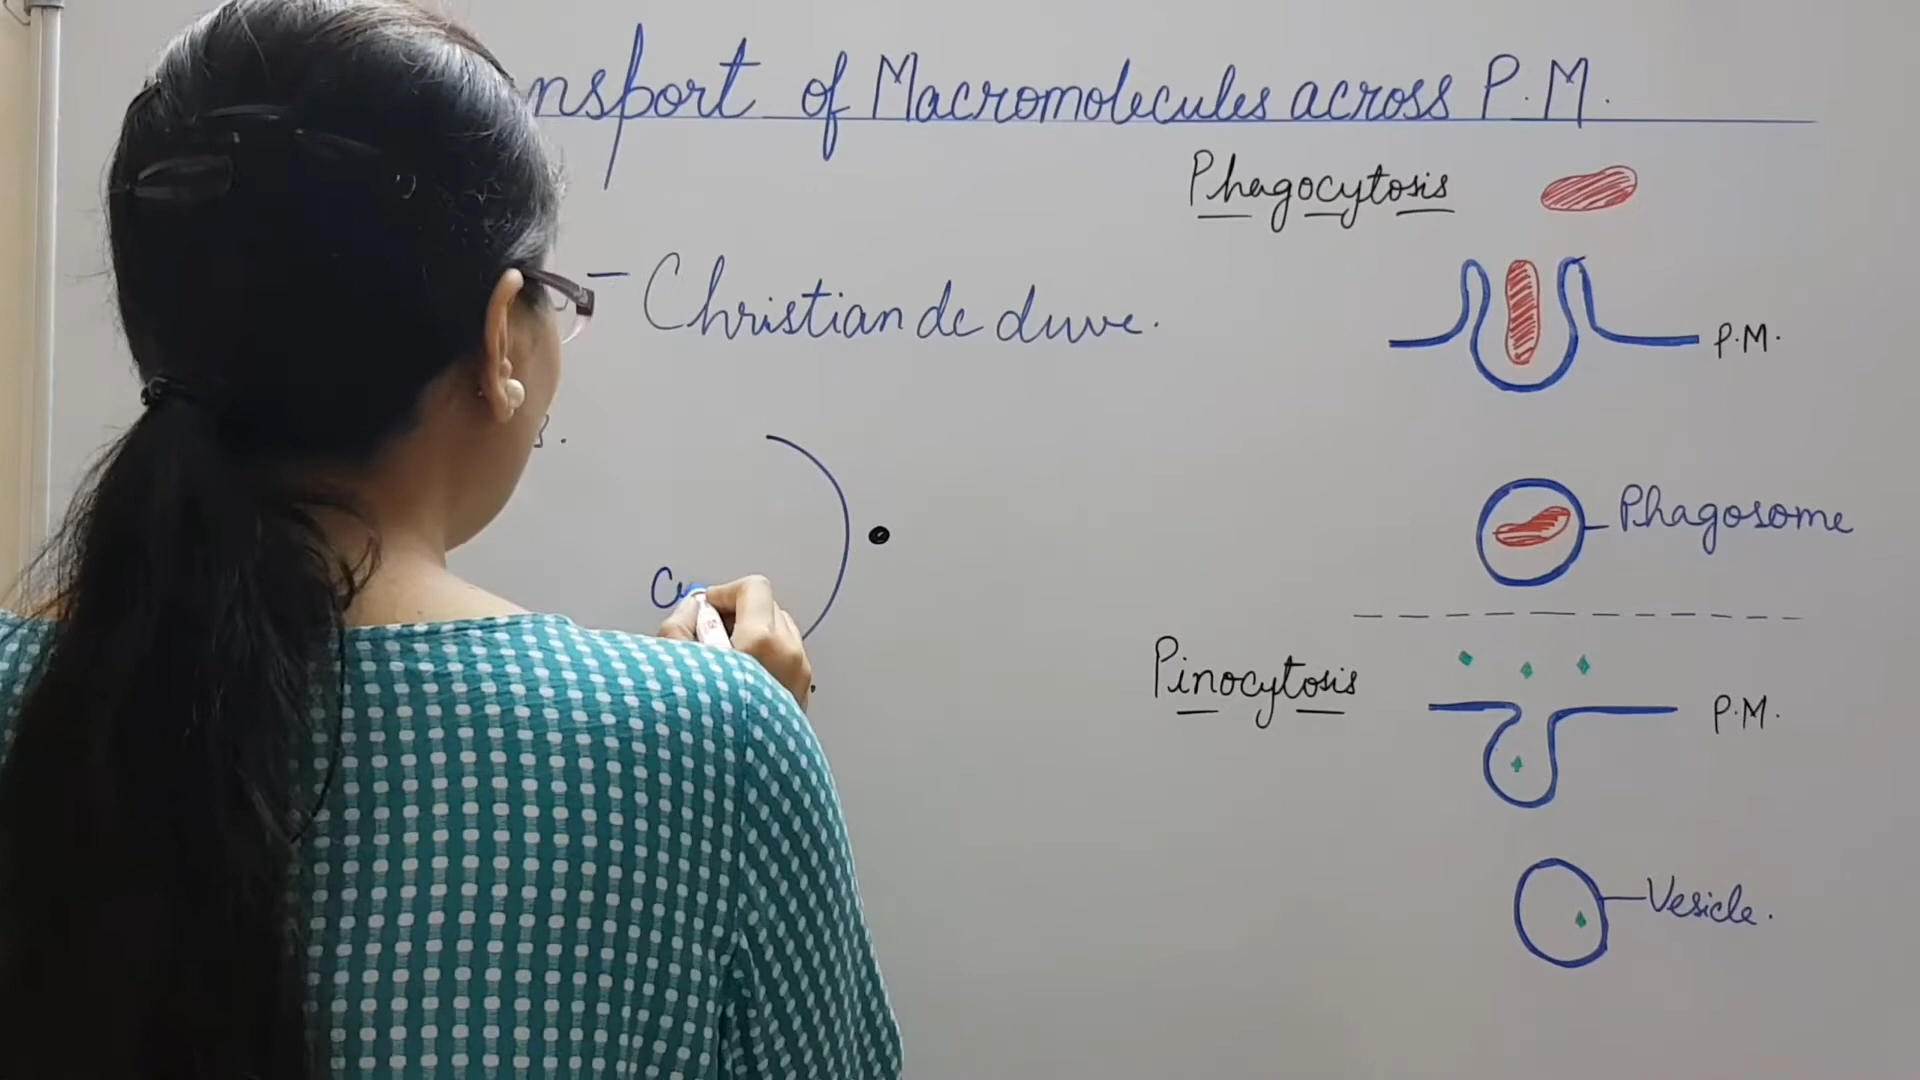 nsport of Macromolecules across P.M.
Phagocytosis
– Christian de duve.
P.M.
Phagosome
Pinocytosis
P.M.
Vesicle.